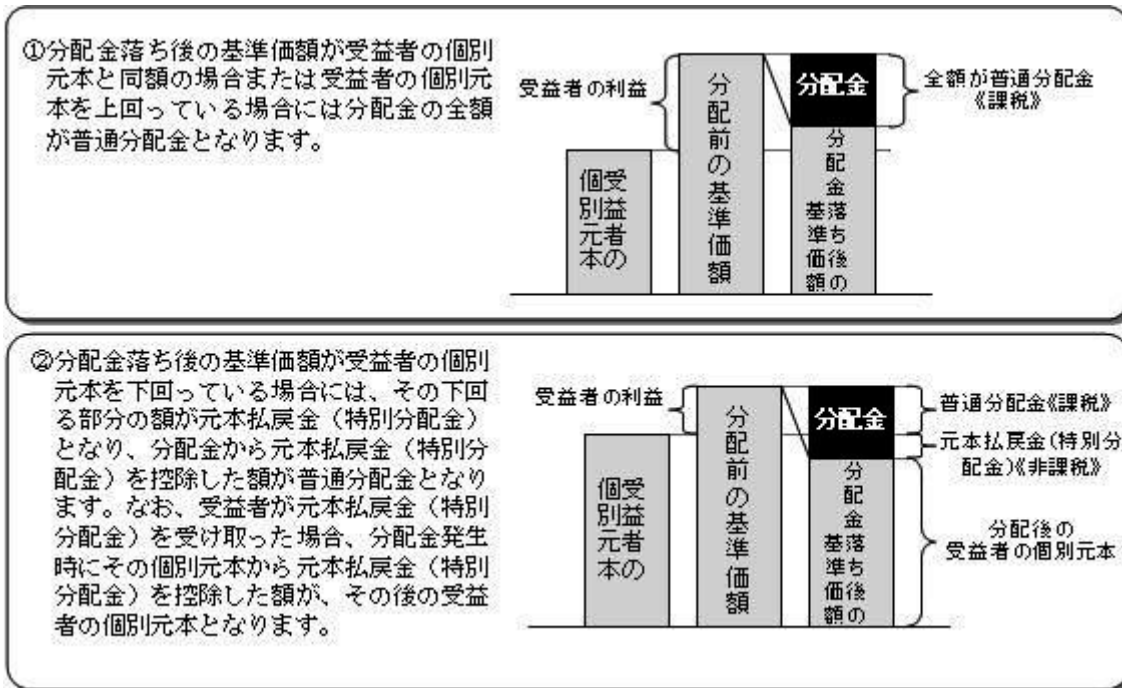 ①分配金落ち後の基準価額が受益者の個別
元本と同額の場合または受益者の個別元
本を上回っている場合には分配金の全額
が普通分配金となります。
受益者の利益
受益者の
個別元本
分配前の基準価額
分配金
分配金落ち後の
基準価額
全額が普通分配金
《課税》
②分配金落ち後の基準価額が受益者の個別
元本を下回っている場合には、その下回
る部分の額が元本払戻金（特別分配金）
となり、分配金から元本払戻金（特別分
配金）を控除した額が普通分配金となり
ます。なお、受益者が元本払戻金（特別
分配金）を受け取った場合、分配金発生
時にその個別元本から元本払戻金（特別
分配金）を控除した額が、その後の受益
者の個別元本となります。
受益者の利益
受益者の
個別元本
分配前の基準価額
分配金
分配金落ち後の
基準価額
普通分配金《課税》
元本払戻金(特別分
配金)《非課税》
分配後の
受益者の個別元本